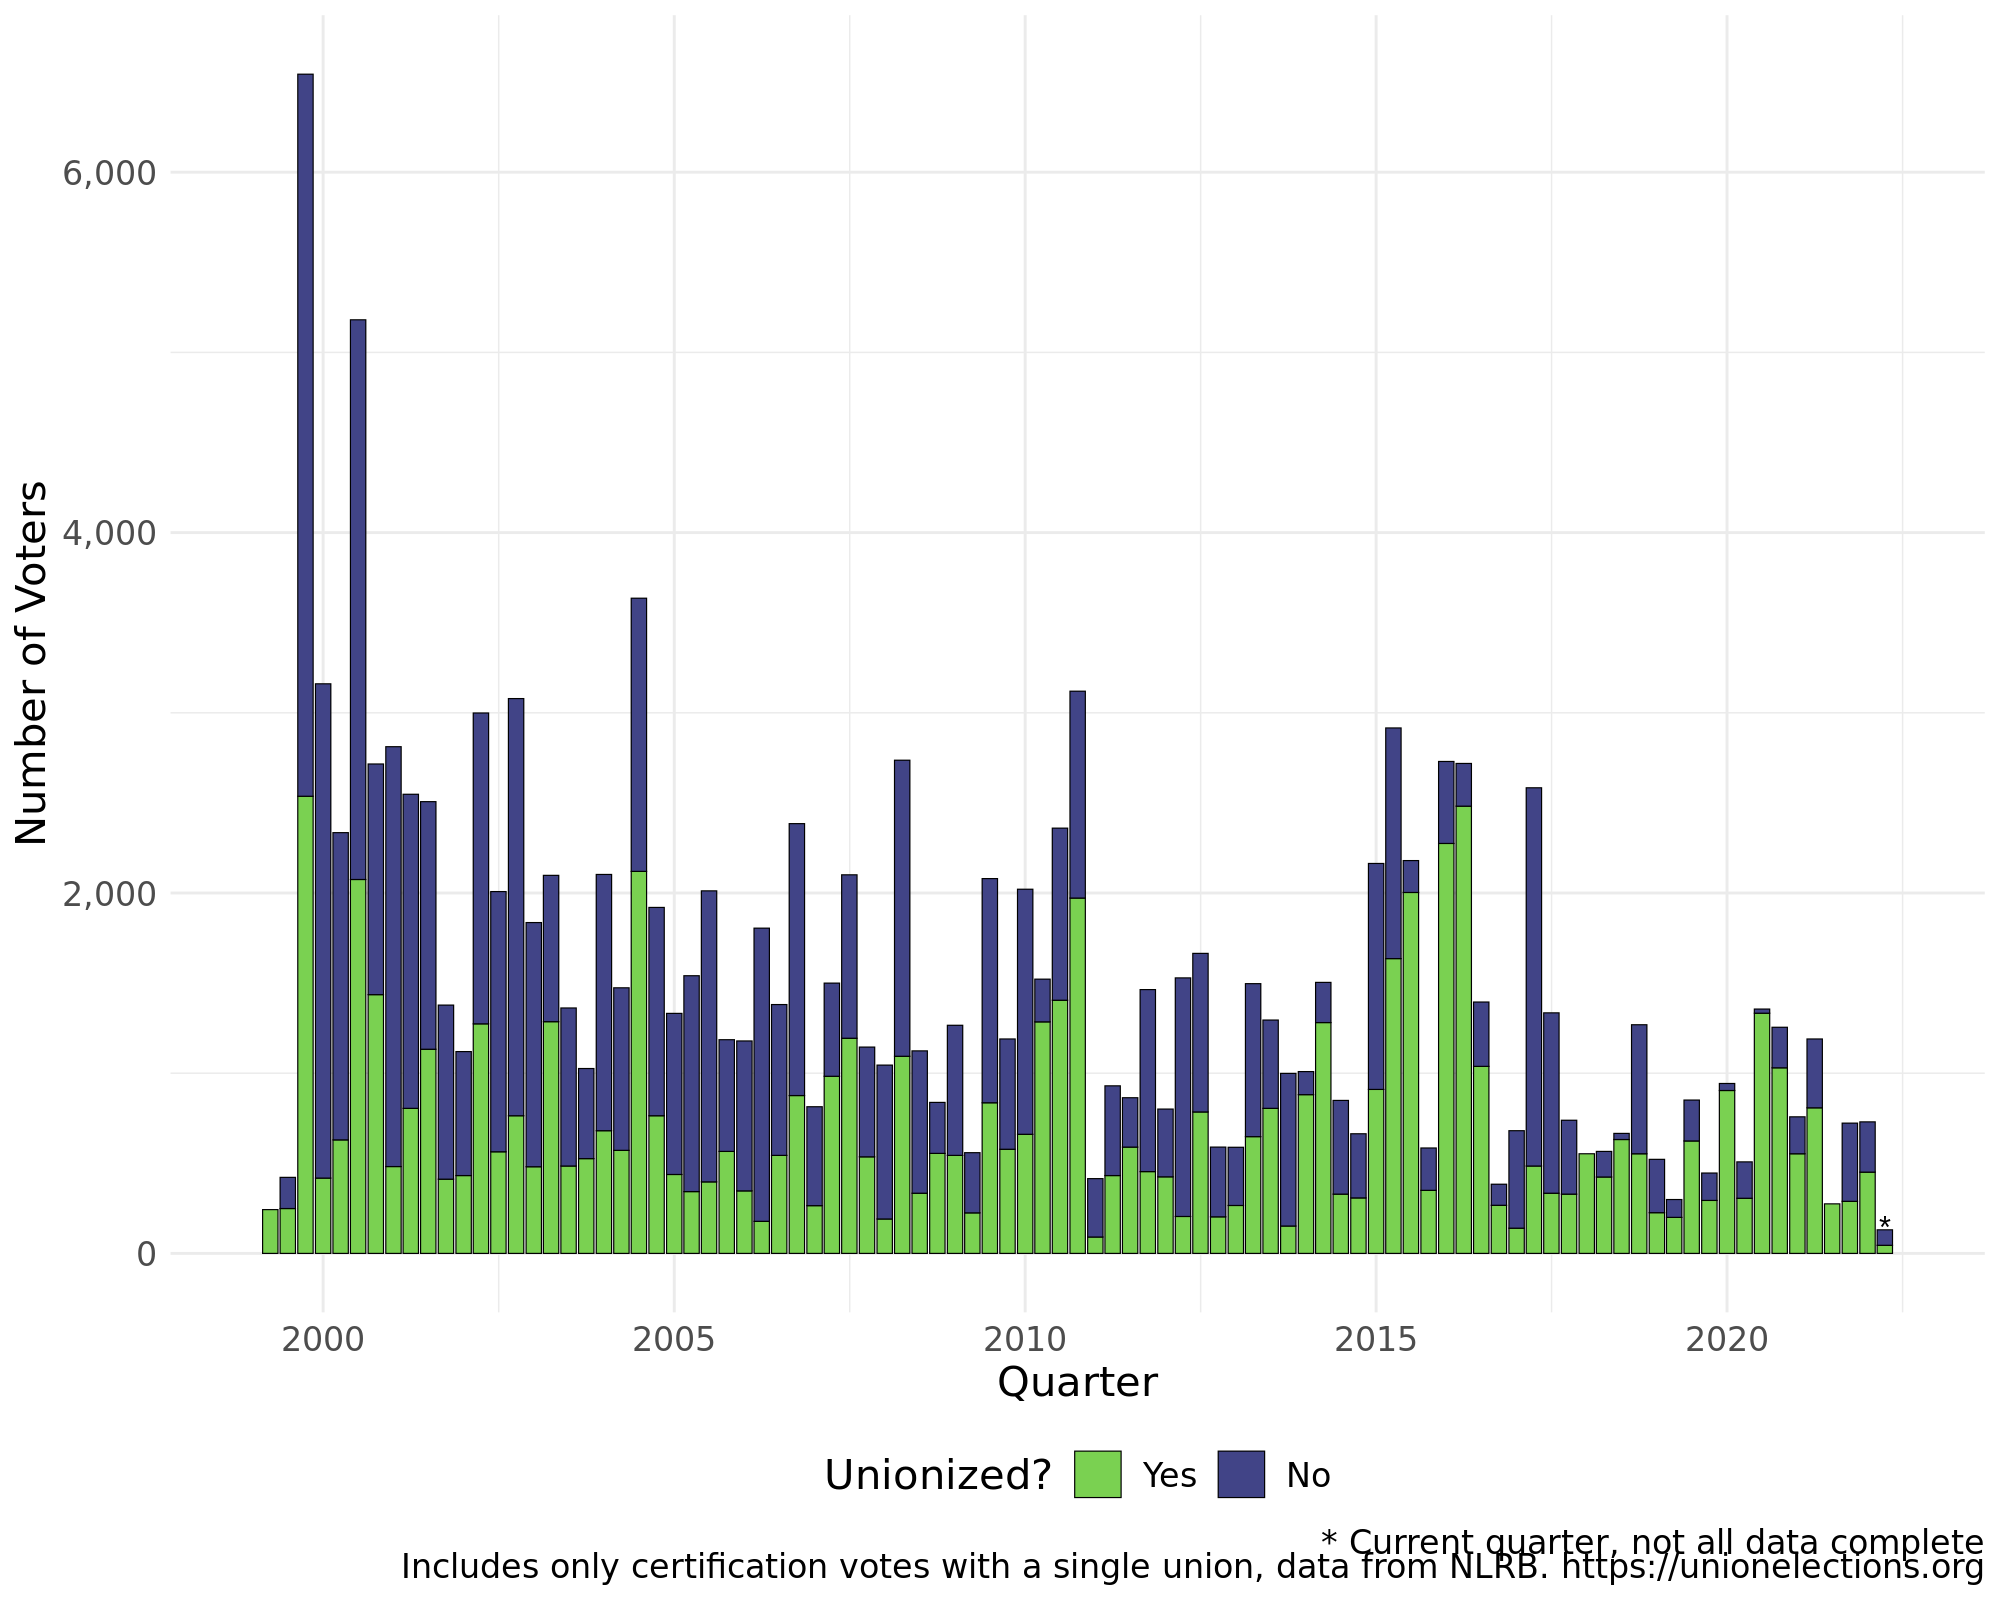 6,000
4,000
2,000
0
Number of Voters
*
2000 2005 2010 2015 2020
Quarter
Unionized? Yes No
* Current quarter, not all data complete
Includes only certification votes with a single union, data from NLRB. https://unionelections.org